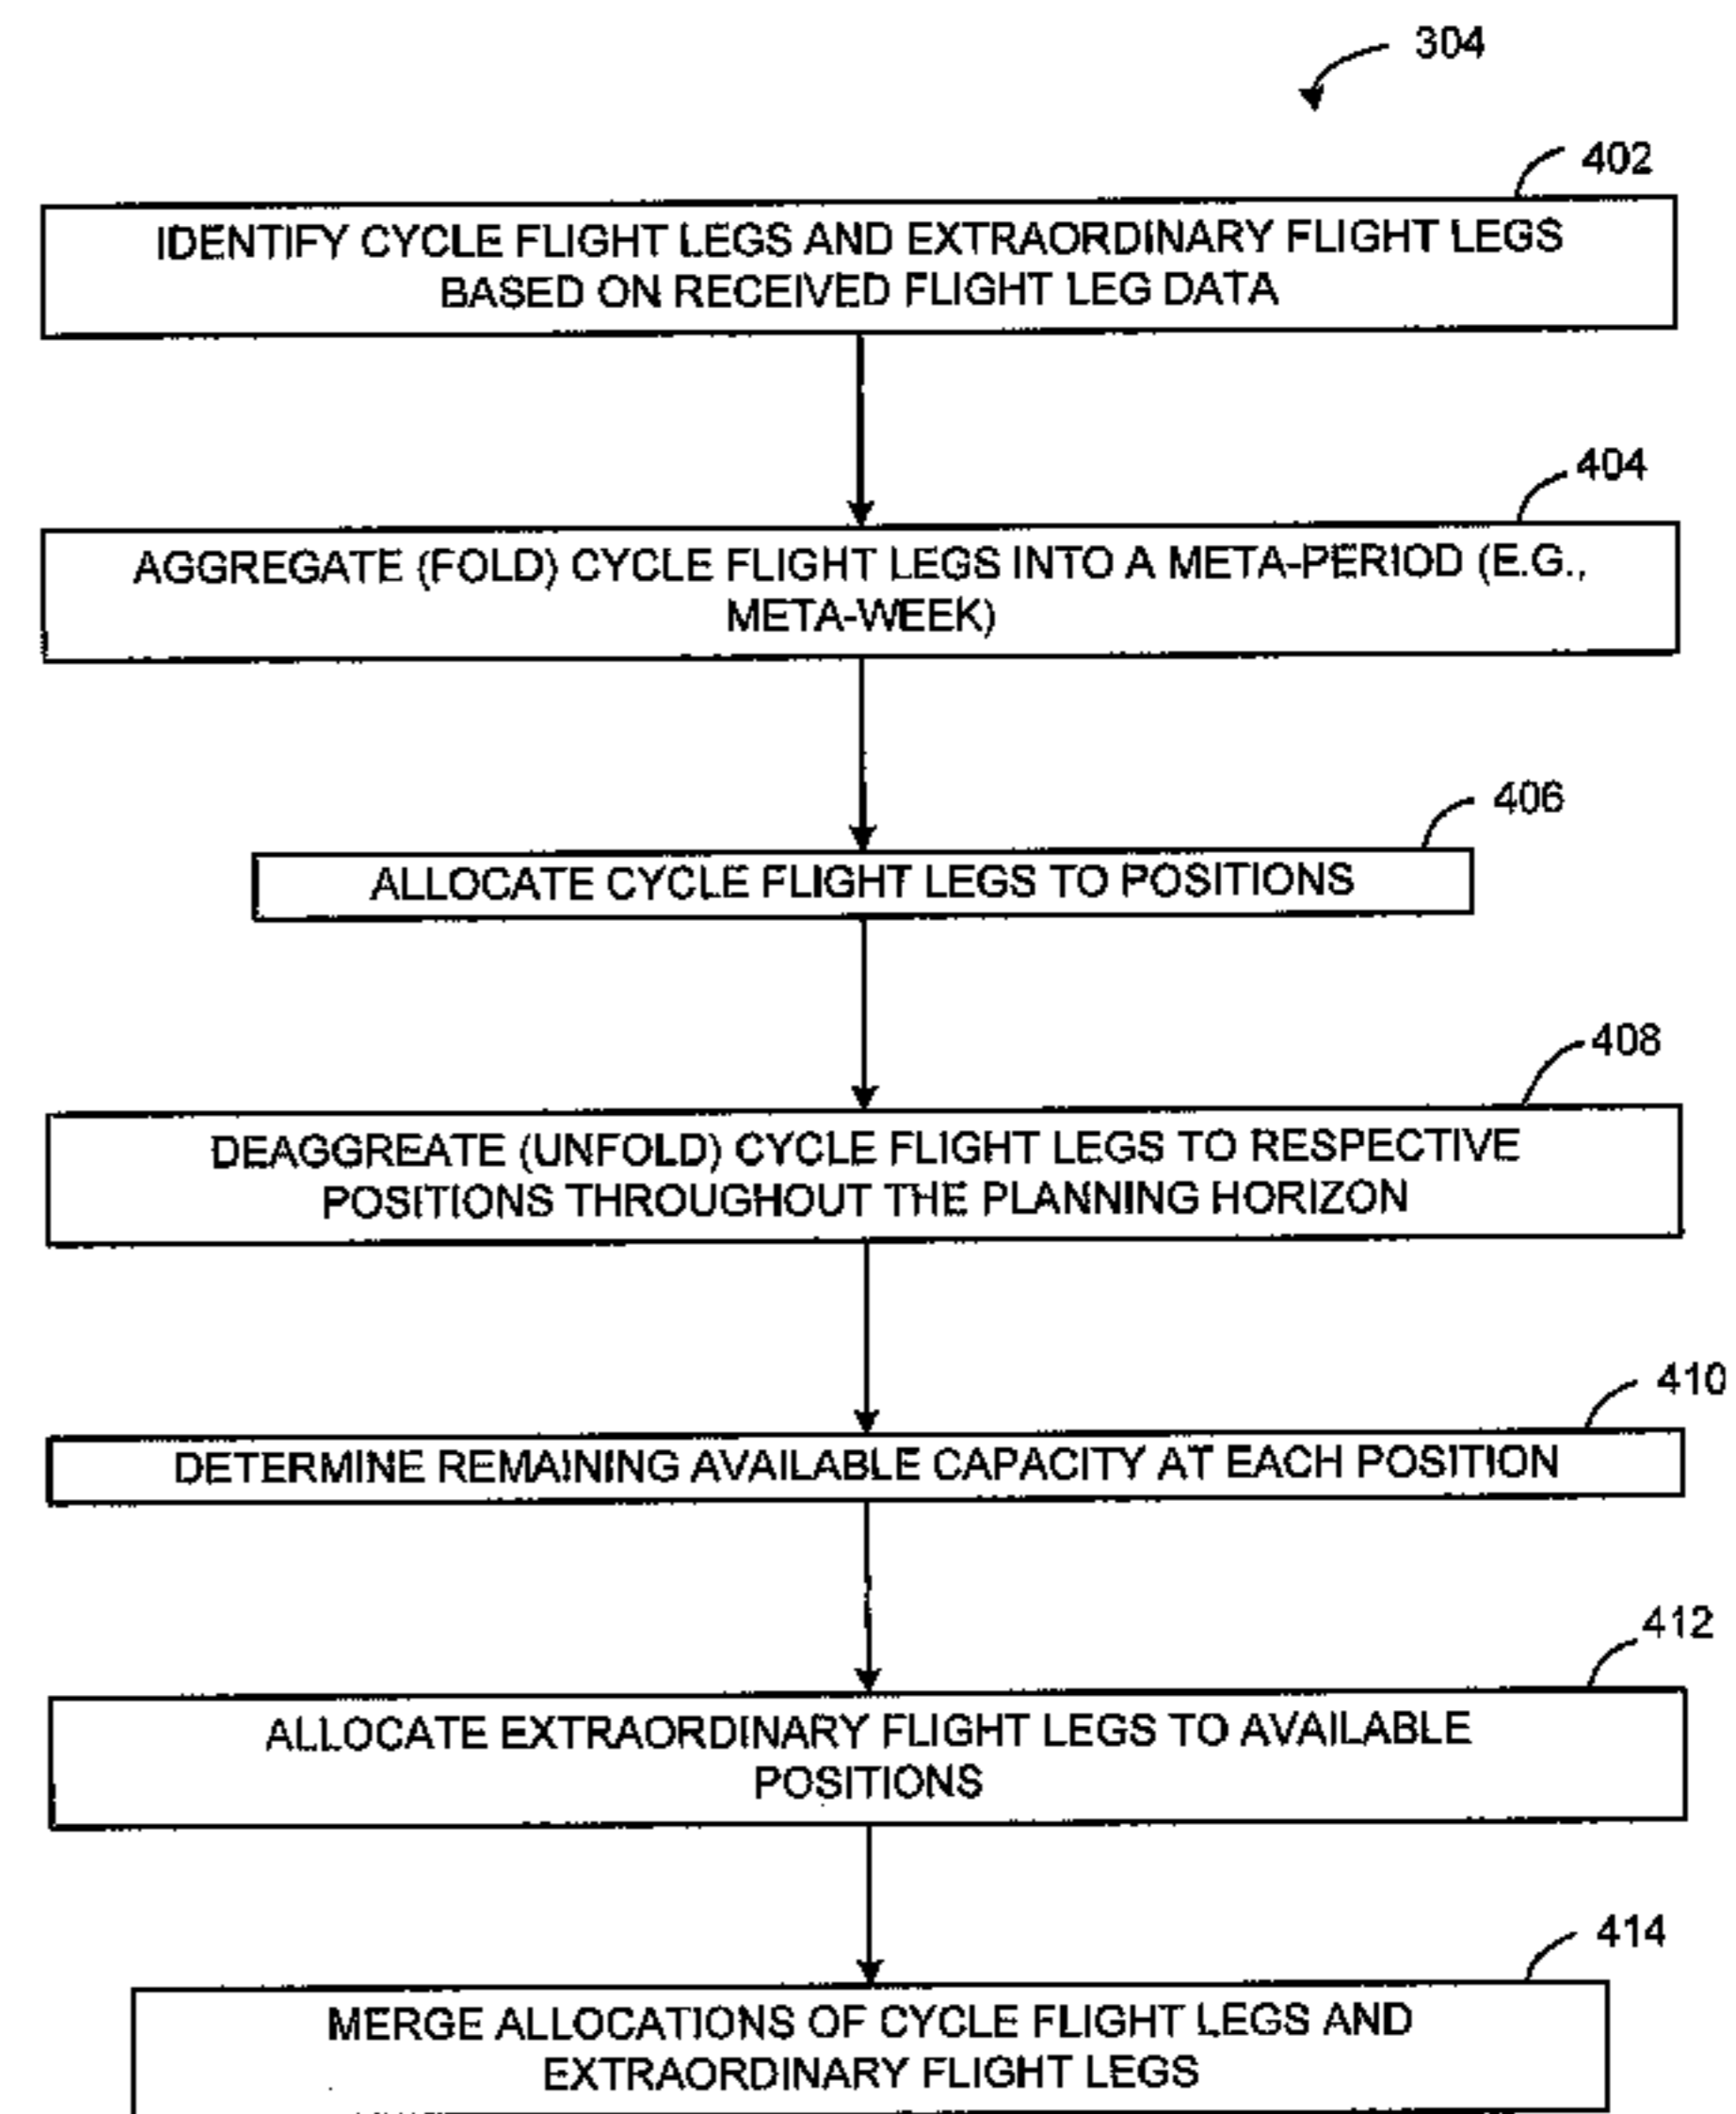 304
402
IDENTIFY CYCLE FLIGHT LEGS AND EXTRAORDINARY FLIGHT LEGS
BASED ON RECEIVED FLIGHT LEG DATA
404
AGGREGATE (FOLD) CYCLE FLIGHT LEGS INTO A META-PERIOD (E.G.,
META-WEEK)
406
ALLOCATE CYCLE FLIGHT LEGS TO POSITIONS
408
DEAGGREATE (UNFOLD) CYCLE FLIGHT LEGS TO RESPECTIVE
POSITIONS THROUGHOUT THE PLANNING HORIZON
410
DETERMINE REMAINING AVAILABLE CAPACITY AT EACH POSITION
412
ALLOCATE EXTRAORDINARY FLIGHT LEGS TO AVAILABLE
POSITIONS
414
MERGE ALLOCATIONS OF CYCLE FLIGHT LEGS AND
EXTRAORDINARY FLIGHT LEGS